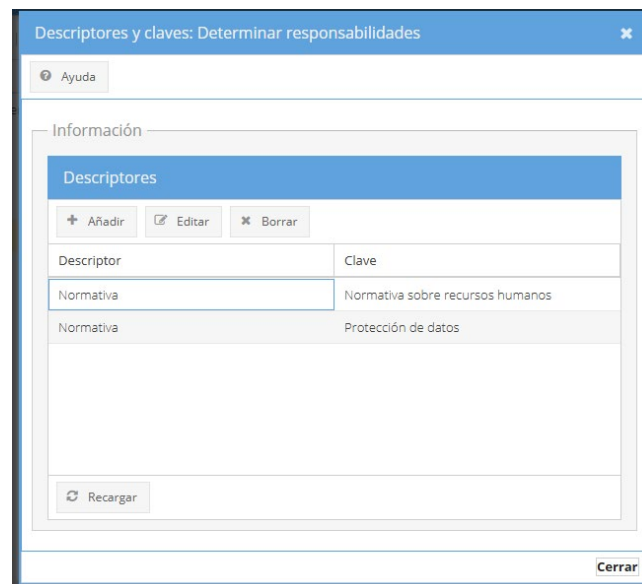 Descriptores y claves: Determinar responsabilidades
Ayuda
Información
Descriptores
Añadir Editar Borrar
Descriptor Clave
Normativa Normativa sobre recursos humanos
Normativa Protección de datos
Recargar
Cerrar